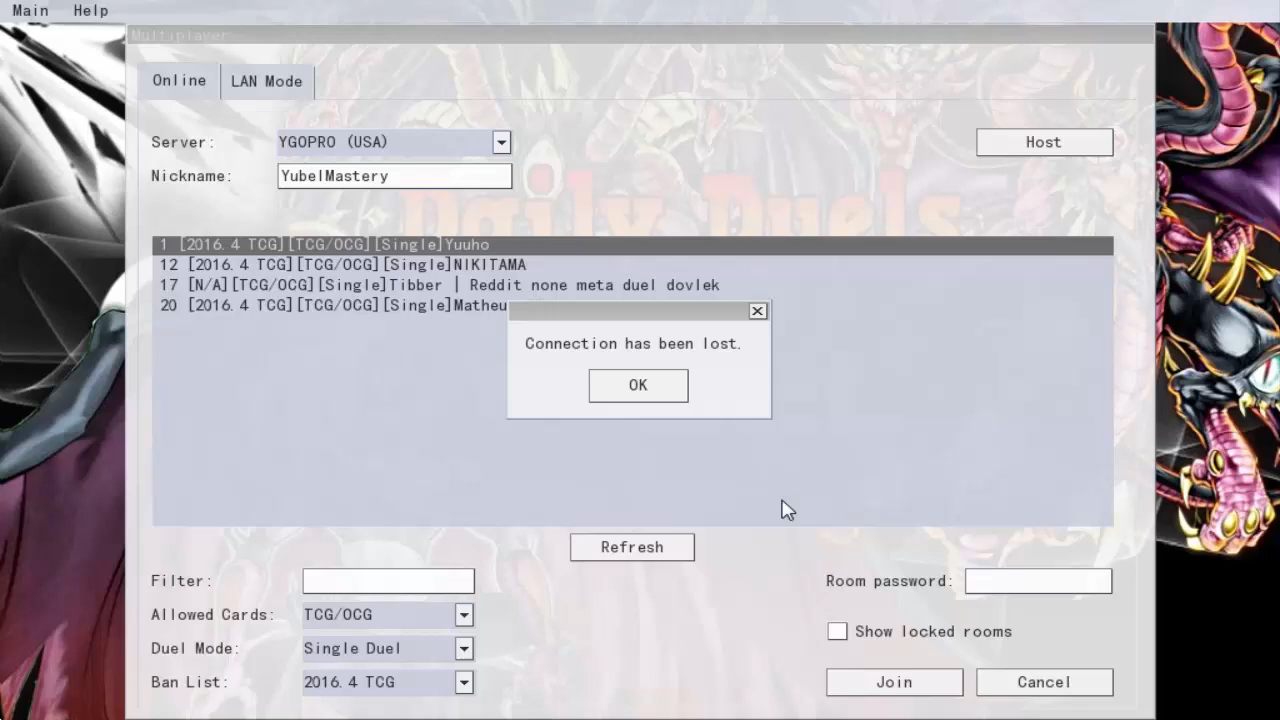 Main Help
Multiplayer
Online LAN Mode
Server: YGOPRO (USA) Host
Nickname: YubelMastery
Daily Duels
1 [2016.4 TCG][TCG/OCG][Single]Yuuho
12 [2016.4 TCG][TCG/OCG][Single]NIKITAMA
17 [N/A][TCG/OCG][Single]Tibber | Reddit none meta duel dovlek
20 [2016.4 TCG][TCG/OCG][Single]Matheu
Connection has been lost.
OK
Refresh
Filter: Room password:
Allowed Cards: TCG/OCG
Show locked rooms
Duel Mode: Single Duel
Ban List: 2016.4 TCG Join Cancel